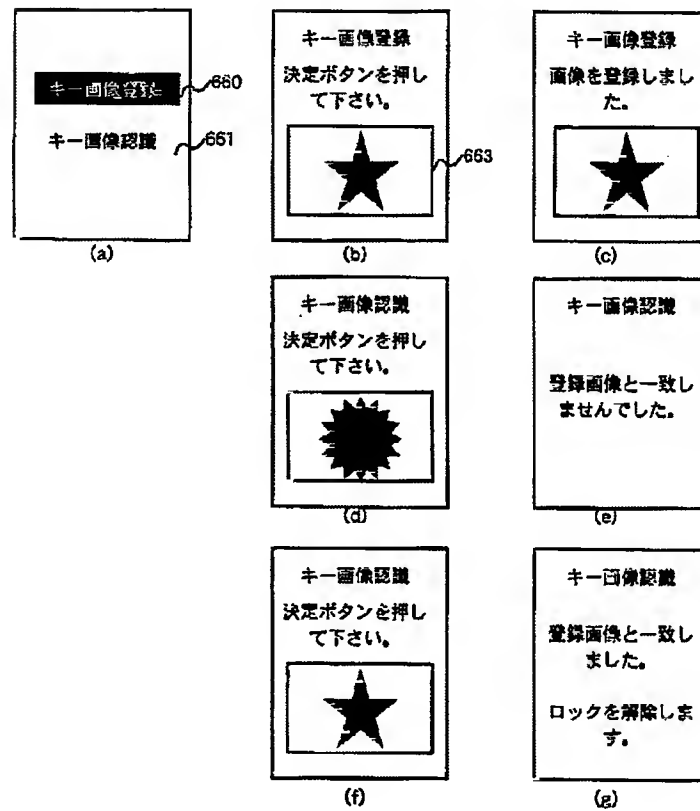 キー画像登録
660
キー画像認識
661
(a)
キー画像登録
決定ボタンを押し
て下さい。
663
(b)
キー画像登録
画像を登録しまし
た。
(c)
キー画像認識
決定ボタンを押し
て下さい。
(d)
キー画像認識
登録画像と一致し
ませんでした。
(e)
キー画像認識
決定ボタンを押し
て下さい。
(f)
キー画像認識
登録画像と一致し
ました。
ロックを解除しま
す。
(g)